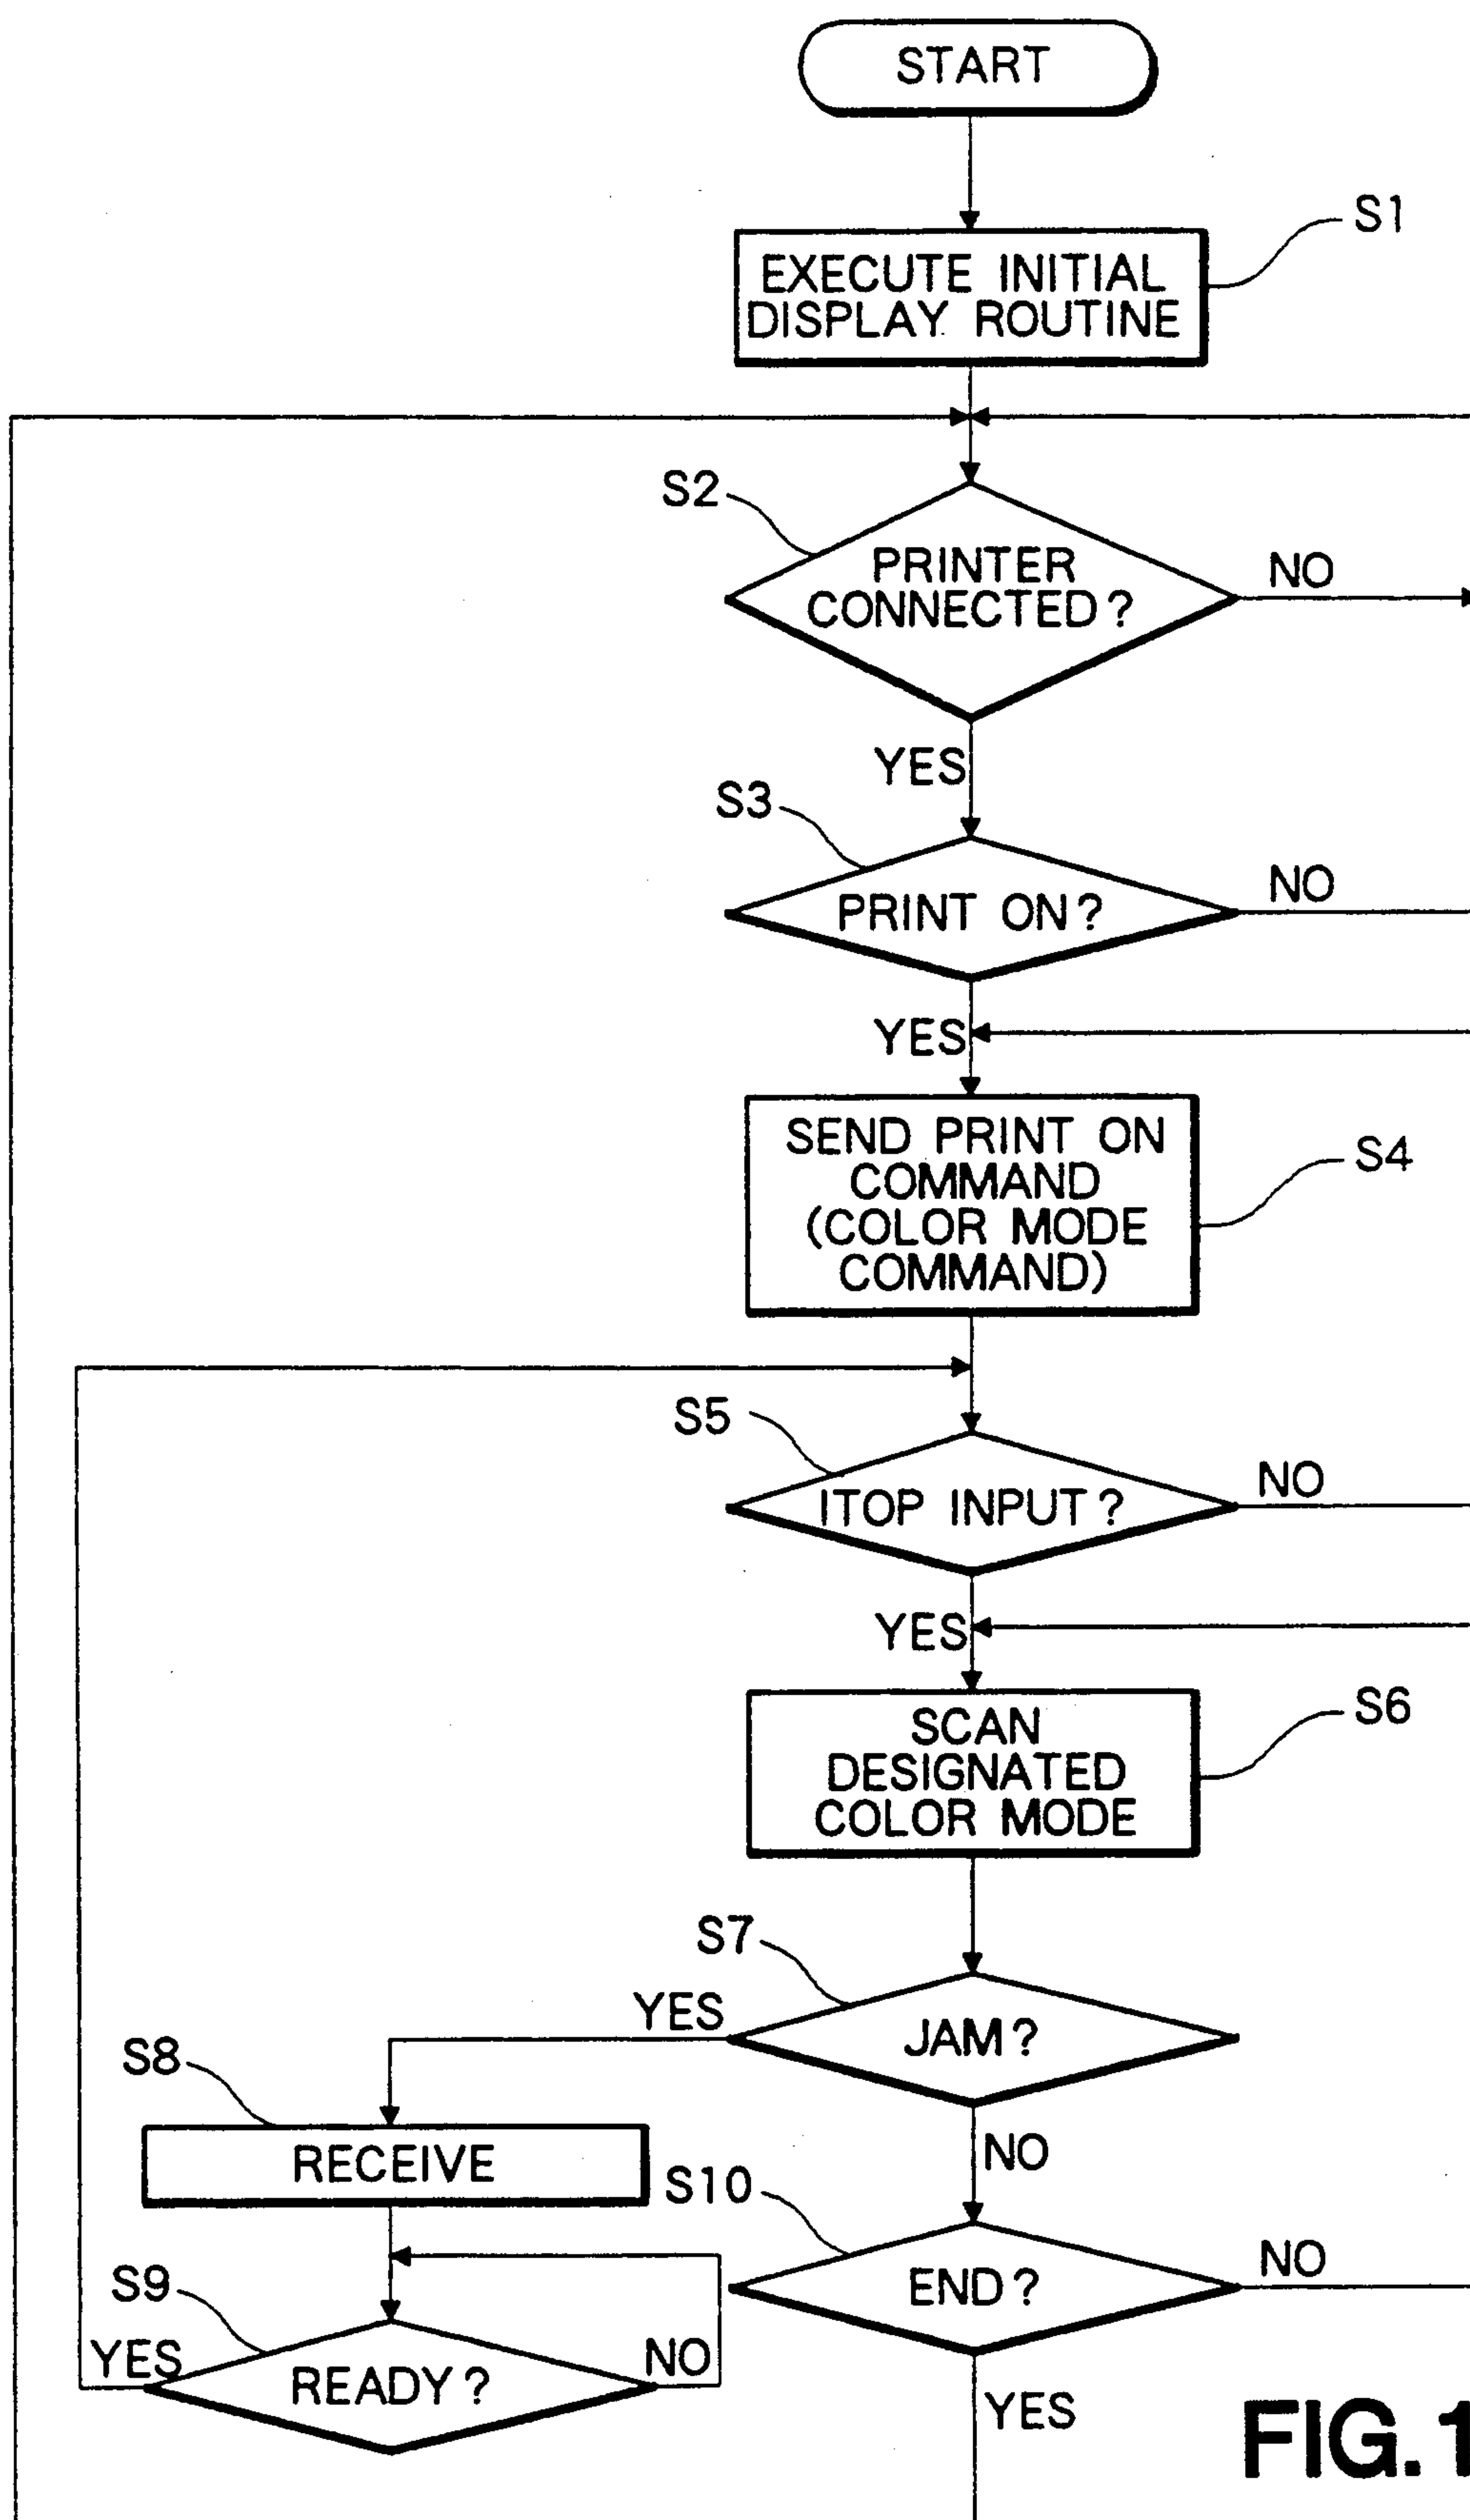 START
S1
EXECUTE INITIAL
DISPLAY ROUTINE
S2
PRINTER
CONNECTED?
NO
YES
S3
PRINT ON?
NO
YES
SEND PRINT ON
COMMAND
(COLOR MODE
COMMAND)
S4
S5
ITOP INPUT?
NO
YES
SCAN
DESIGNATED
COLOR MODE
S6
S7
YES
JAM?
S8
RECEIVE
NO
S10
END?
NO
S9
YES
READY?
NO
YES
FIG.1